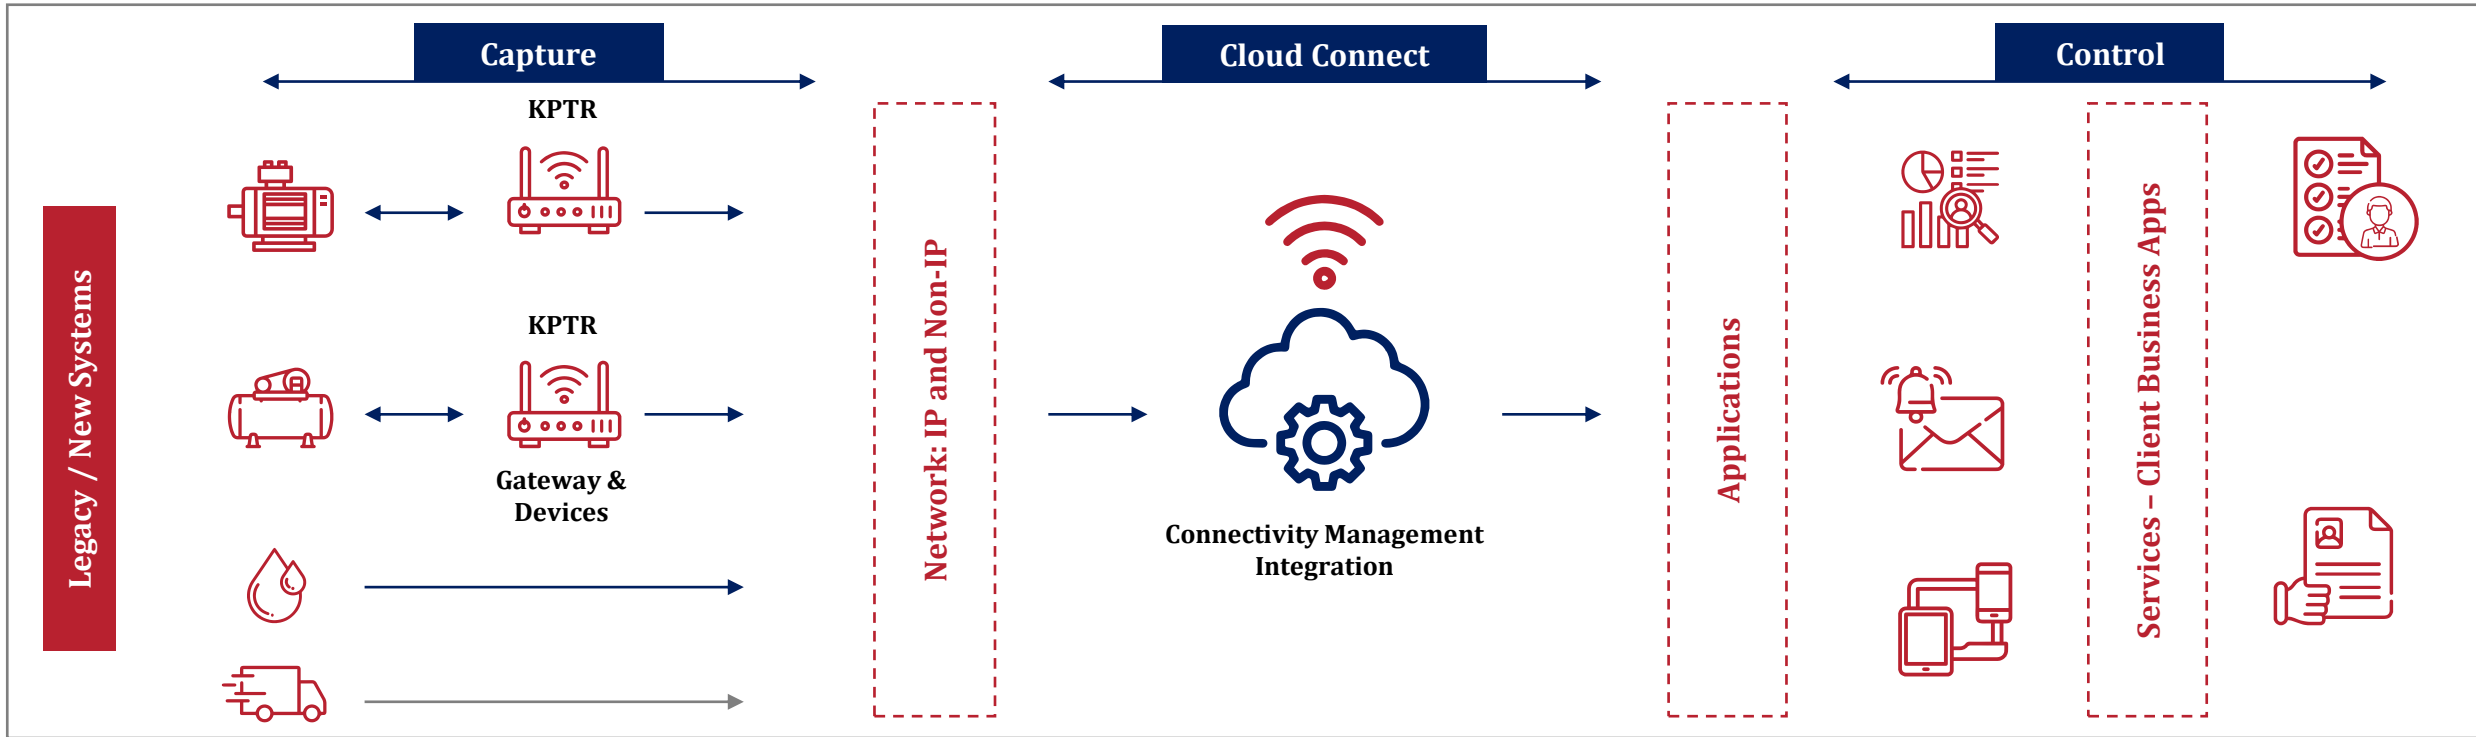 Capture
Cloud Connect
Control
Legacy / New Systems
KPTR
KPTR
Gateway &
Devices
Network: IP and Non-IP
Connectivity Management
Integration
Applications
Services – Client Business Apps